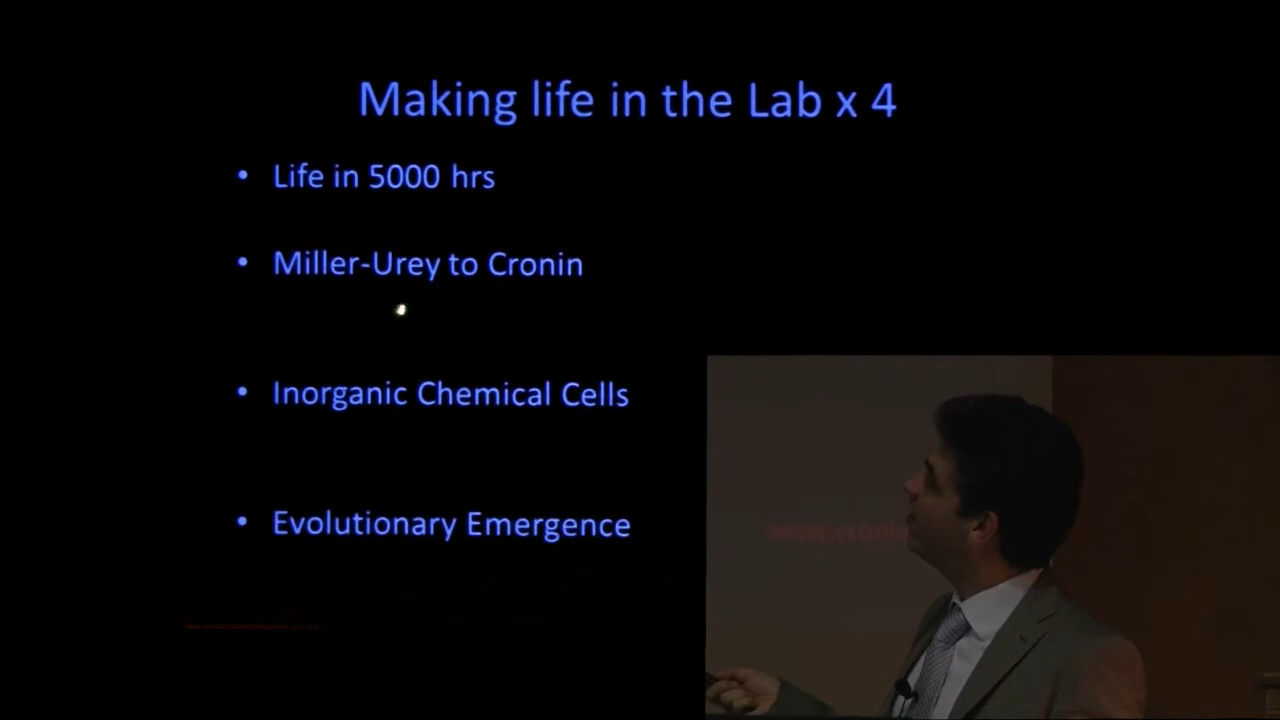 Making life in the Lab x 4
• Life in 5000 hrs
• Miller-Urey to Cronin
• Inorganic Chemical Cells
• Evolutionary Emergence